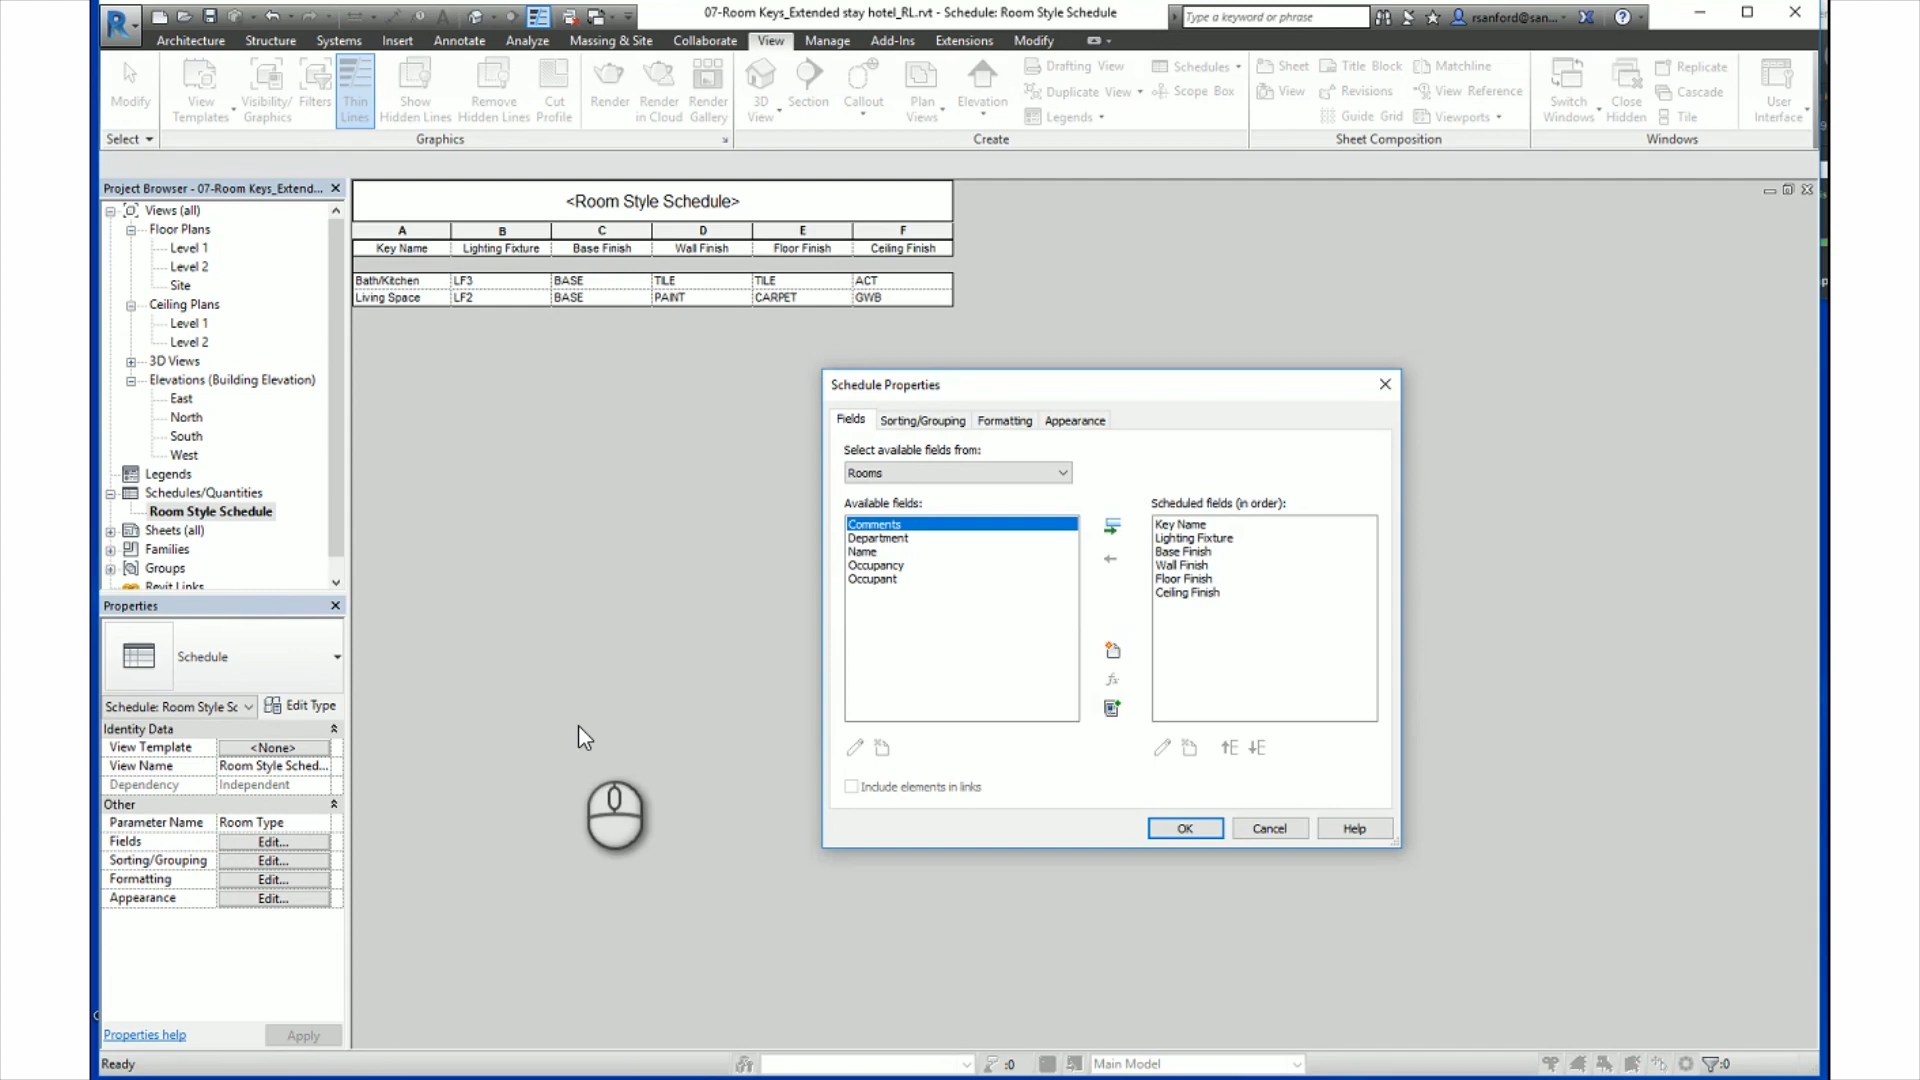 07-Room Keys_Extended stay hotel_RL.rvt - Schedule: Room Style Schedule
Type a keyword or phrase
rsanford@san...
Architecture Structure Systems Insert Annotate Analyze Massing & Site Collaborate View Manage Add-Ins Extensions Modify
Modify
View Templates
Visibility/ Graphics
Filters
Thin Lines
Show Hidden Lines
Remove Hidden Lines
Cut Profile
Render
Render in Cloud
Render Gallery
3D View
Section
Callout
Plan Views
Elevation
Drafting View
Duplicate View
Legends
Schedules
Scope Box
Sheet
View
Title Block
Revisions
Guide Grid
Matchline
View Reference
Viewports
Switch Windows
Close Hidden
Replicate
Cascade
Tile
User Interface
Select
Graphics
Create
Sheet Composition
Windows
Project Browser - 07-Room Keys_Extend...
Views (all)
Floor Plans
Level 1
Level 2
Site
Ceiling Plans
Level 1
Level 2
3D Views
Elevations (Building Elevation)
East
North
South
West
Legends
Schedules/Quantities
Room Style Schedule
Sheets (all)
Families
Groups
Revit Links
<Room Style Schedule>
A B C D E F
Key Name Lighting Fixture Base Finish Wall Finish Floor Finish Ceiling Finish
Bath/Kitchen LF3 BASE TILE TILE ACT
Living Space LF2 BASE PAINT CARPET GWB
Schedule Properties
Fields Sorting/Grouping Formatting Appearance
Select available fields from:
Rooms
Available fields:
Comments
Department
Name
Occupancy
Occupant
Scheduled fields (in order):
Key Name
Lighting Fixture
Base Finish
Wall Finish
Floor Finish
Ceiling Finish
Include elements in links
OK Cancel Help
Properties
Schedule
Schedule: Room Style Sc
Edit Type
Identity Data
View Template <None>
View Name Room Style Sched...
Dependency Independent
Other
Parameter Name Room Type
Fields Edit...
Sorting/Grouping Edit...
Formatting Edit...
Appearance Edit...
Properties help
Apply
Ready
:0
Main Model
:0